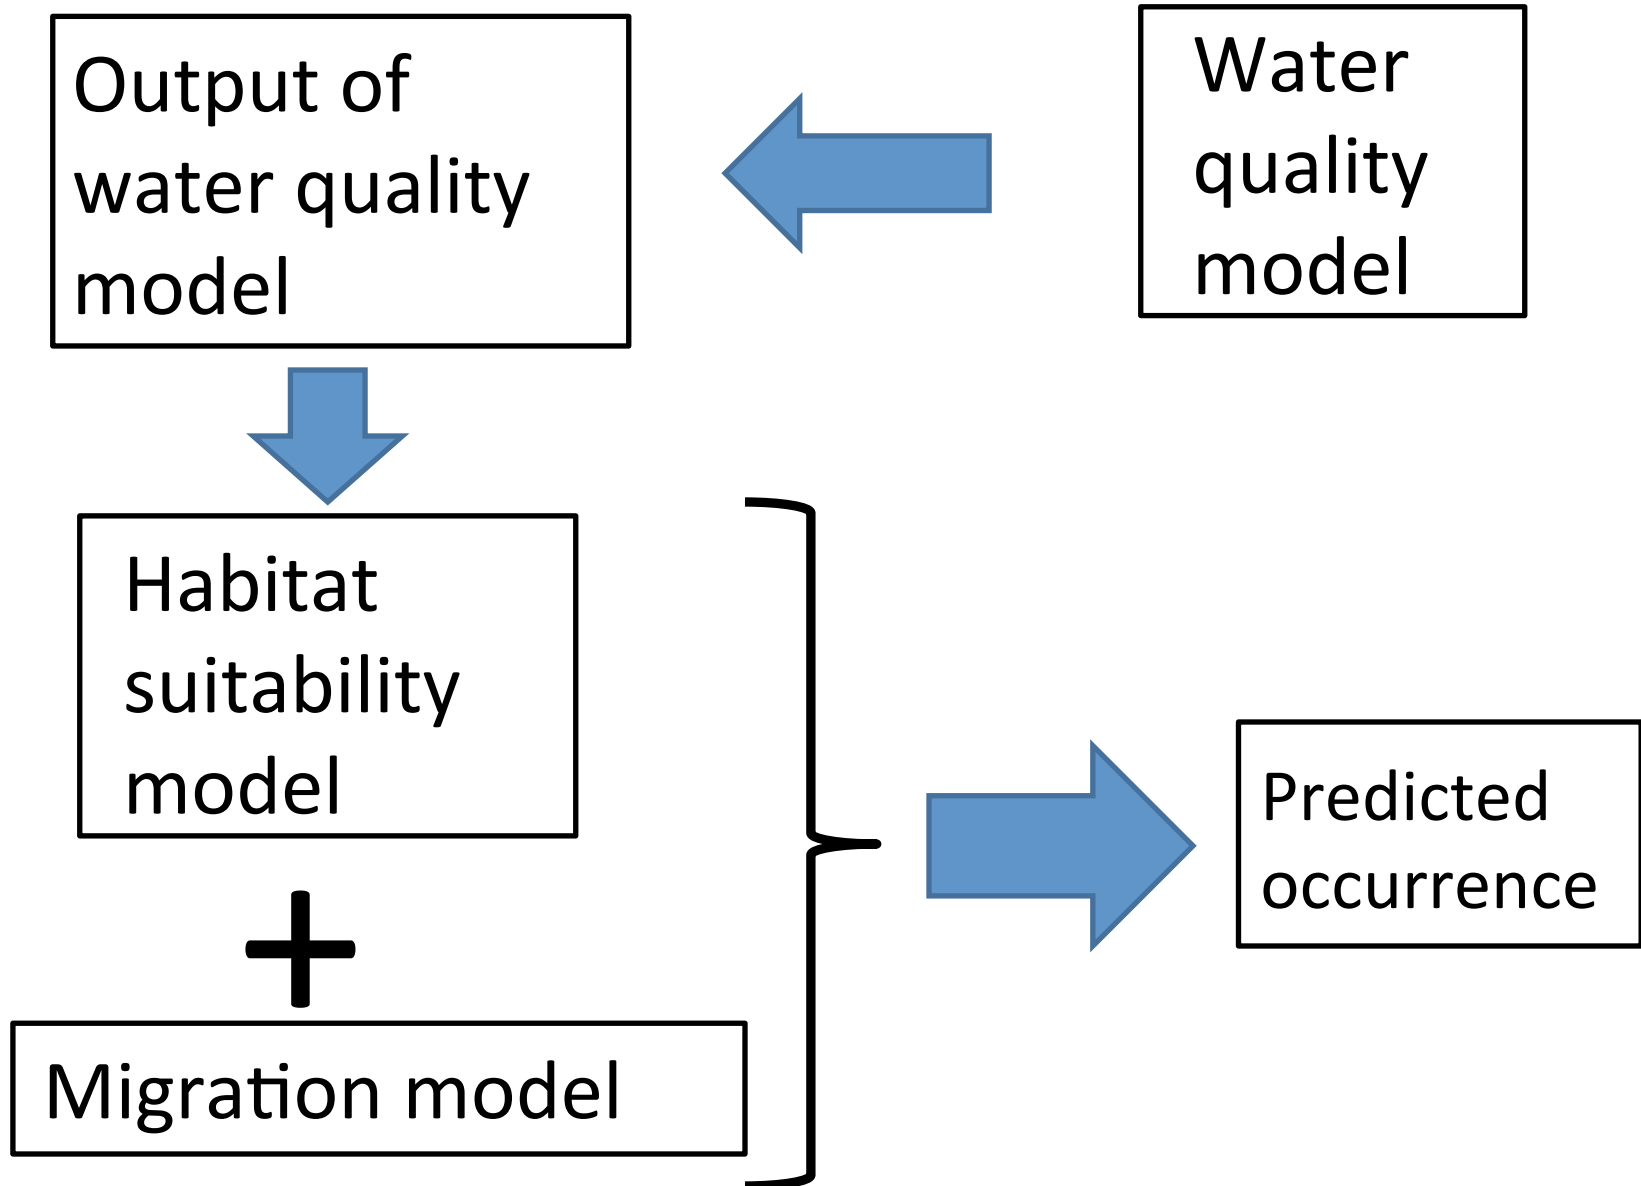 Output of
water quality
model
Water
quality
model
Habitat
suitability
model
+
Migration model
Predicted
occurrence